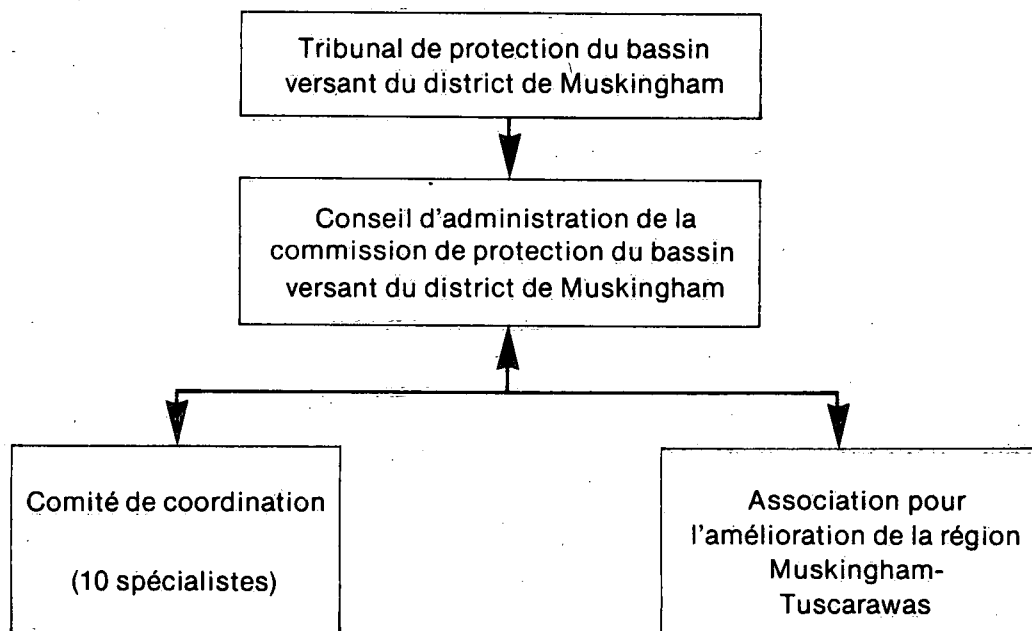 Tribunal de protection du bassin
versant du district de Muskingham
Conseil d'administration de la
commission de protection du bassin
versant du district de Muskingham
Comité de coordination
(10 spécialistes)
Association pour
l'amélioration de la région
Muskingham-
Tuscarawas